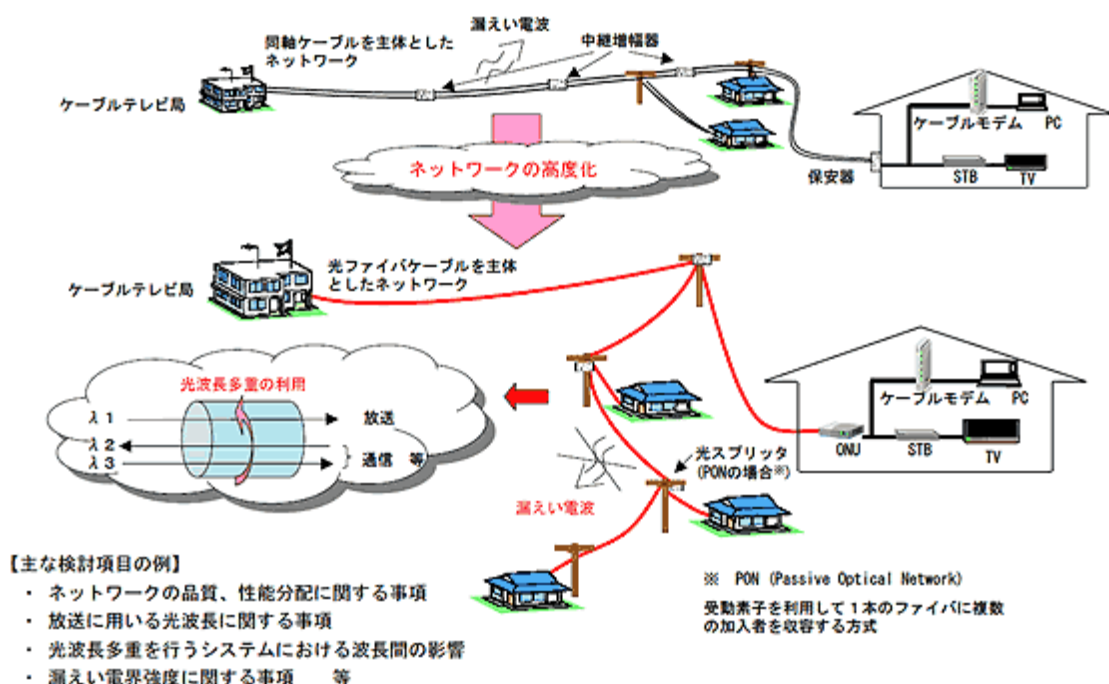 漏えい電波
同軸ケーブルを主体とした
ネットワーク
中継増幅器
ケーブルテレビ局
ケーブルモデム
PC
保安器
STB
TV
ネットワークの高度化
光ファイバケーブルを主体
としたネットワーク
ケーブルテレビ局
光波長多重の利用
λ1
放送
λ2
λ3
通信 等
ケーブルモデム
PC
ONU
STB
TV
光スプリッタ
(PONの場合※)
漏えい電波
【主な検討項目の例】
・ ネットワークの品質、性能分配に関する事項
・ 放送に用いる光波長に関する事項
・ 光波長多重を行うシステムにおける波長間の影響
・ 漏えい電界強度に関する事項 等
※ PON (Passive Optical Network)
受動素子を利用して1本のファイバに複数
の加入者を収容する方式